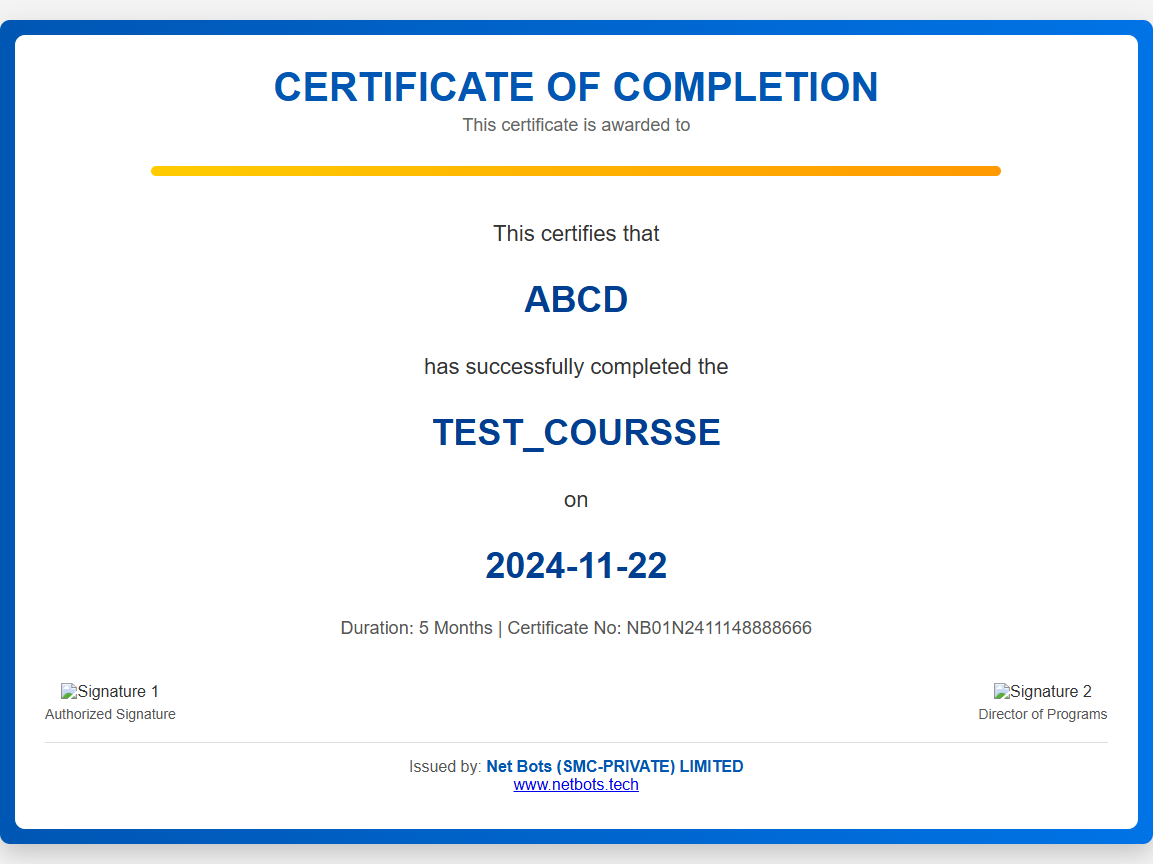 CERTIFICATE OF COMPLETION
This certificate is awarded to
This certifies that
ABCD
has successfully completed the
TEST_COURSSE
on
2024-11-22
Duration: 5 Months | Certificate No: NB01N2411148888666
Signature 1
Authorized Signature
Signature 2
Director of Programs
Issued by: Net Bots (SMC-PRIVATE) LIMITED
www.netbots.tech